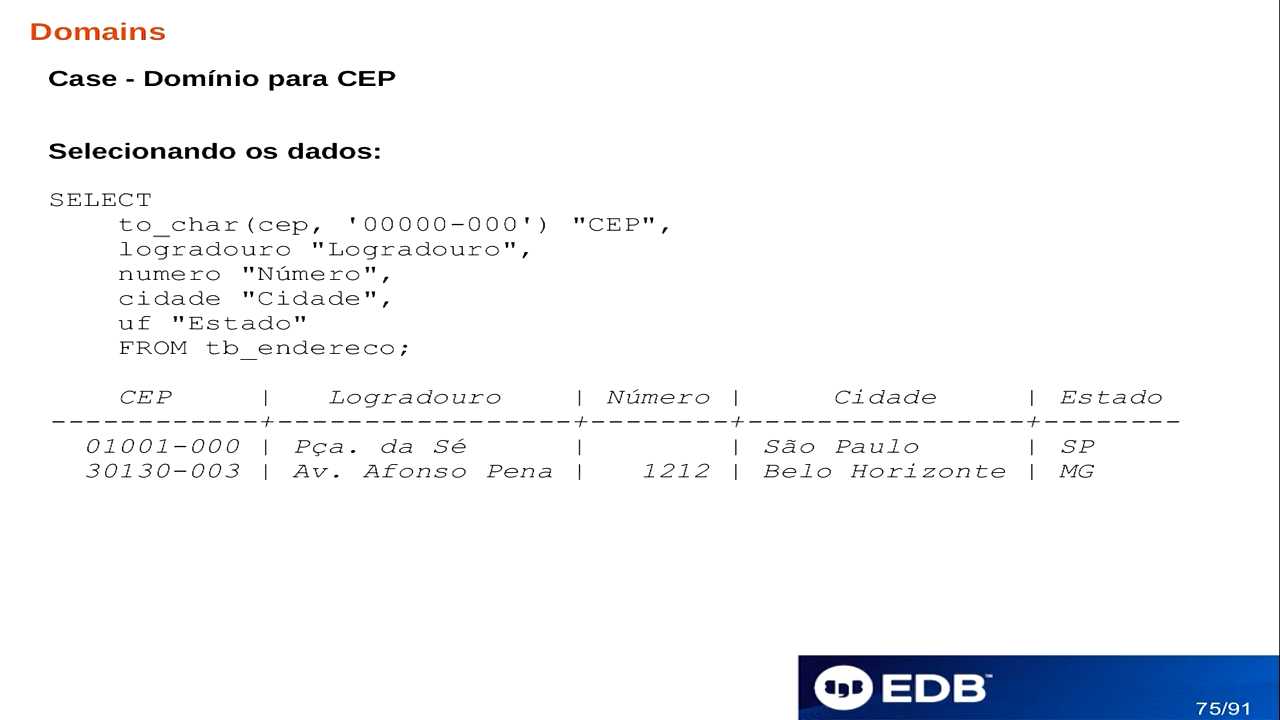 Domains
Case - Domínio para CEP
Selecionando os dados:
SELECT
    to_char(cep, '00000-000') "CEP",
    logradouro "Logradouro",
    numero "Número",
    cidade "Cidade",
    uf "Estado"
    FROM tb_endereco;
    CEP     |   Logradouro    | Número |     Cidade     | Estado
------------+-----------------+--------+----------------+--------
  01001-000 | Pça. da Sé      |        | São Paulo      | SP
  30130-003 | Av. Afonso Pena |   1212 | Belo Horizonte | MG
EDB™
75/91